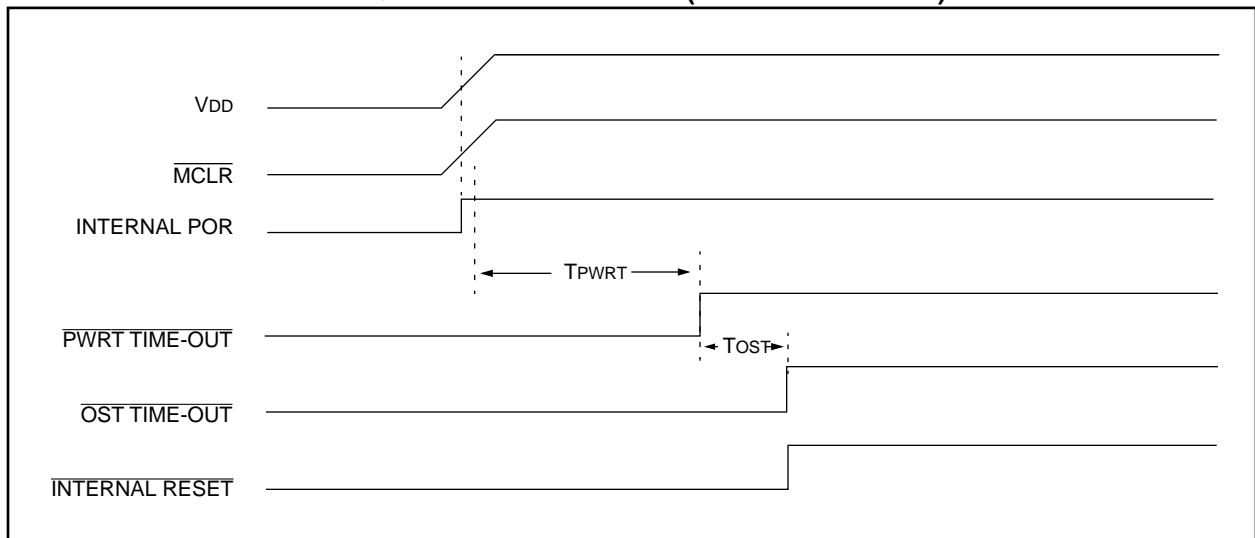 VDD
MCLR
INTERNAL POR
TPWRT
PWRT TIME-OUT
TOST
OST TIME-OUT
INTERNAL RESET